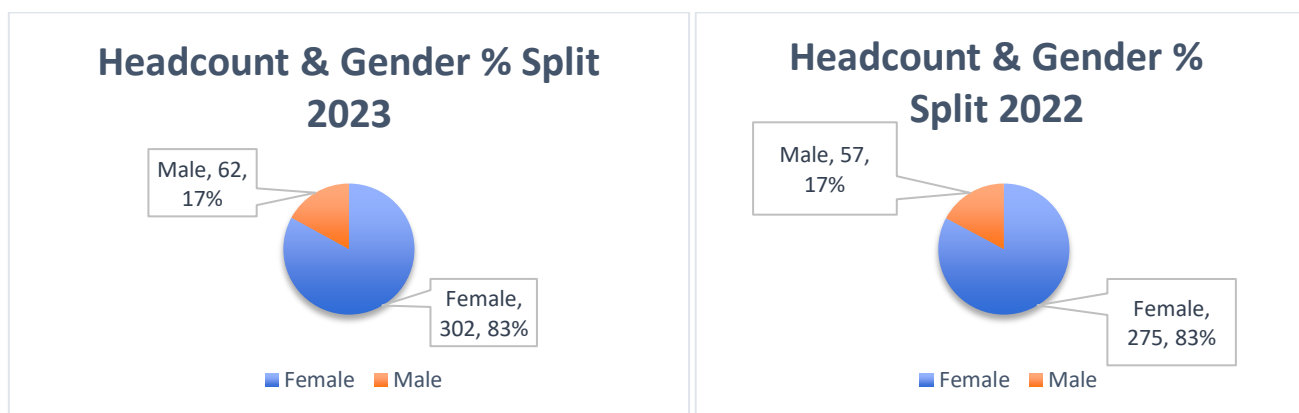 Headcount & Gender % Split
2023
Male, 62,
17%
Female,
302, 83%
Female
Male
Headcount & Gender %
Split 2022
Male, 57,
17%
Female,
275, 83%
Female
Male